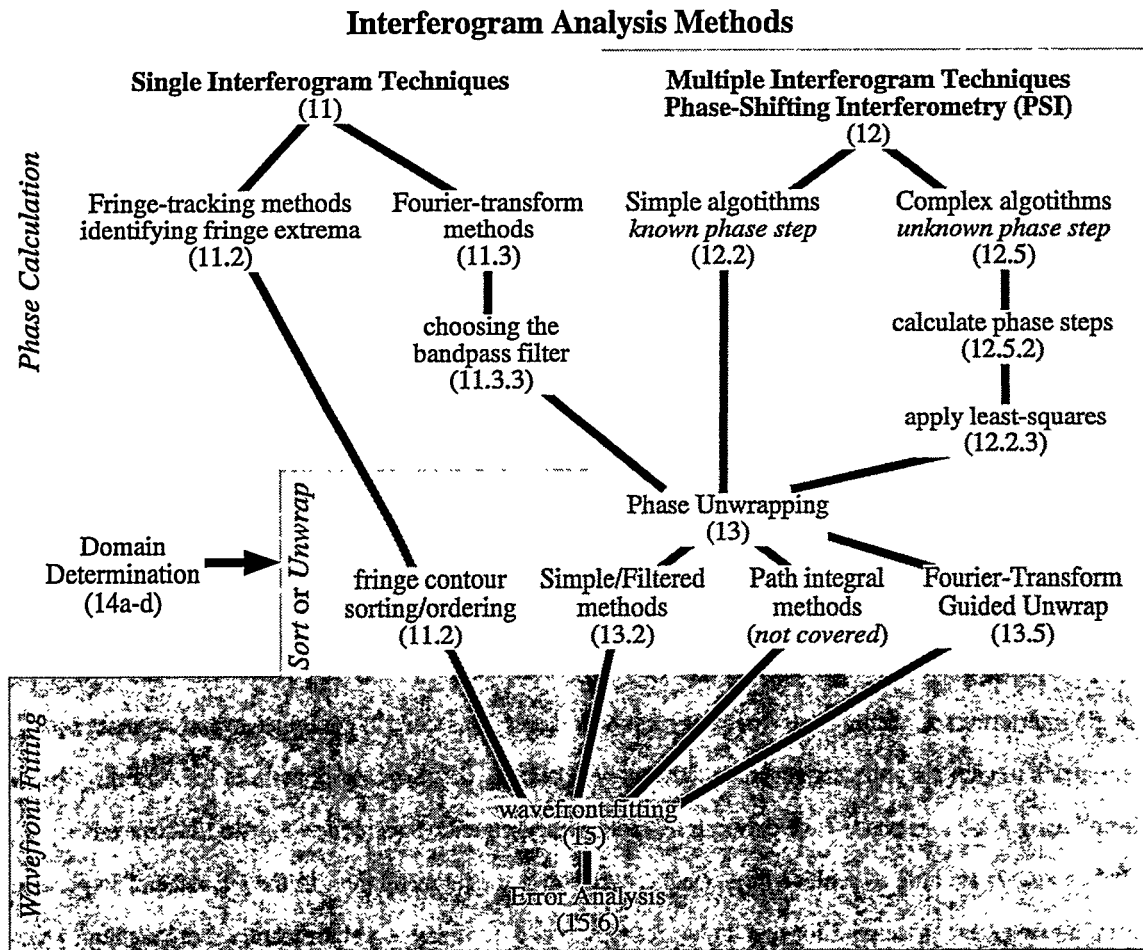 Interferogram Analysis Methods
Single Interferogram Techniques
(11)
Multiple Interferogram Techniques
Phase-Shifting Interferometry (PSI)
(12)
Phase Calculation
Fringe-tracking methods
identifying fringe extrema
(11.2)
Fourier-transform
methods
(11.3)
Simple algotithms
known phase step
(12.2)
Complex algotithms
unknown phase step
(12.5)
choosing the
bandpass filter
(11.3.3)
calculate phase steps
(12.5.2)
apply least-squares
(12.2.3)
Phase Unwrapping
(13)
Domain
Determination
(14a-d)
Sort or Unwrap
fringe contour
sorting/ordering
(11.2)
Simple/Filtered
methods
(13.2)
Path integral
methods
(not covered)
Fourier-Transform
Guided Unwrap
(13.5)
Wavefront Fitting
wavefront fitting
(15)
Error Analysis
(15.6)